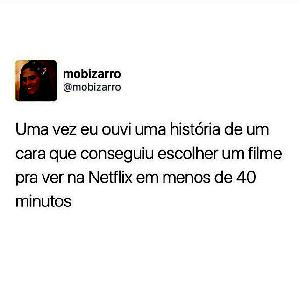 mobizarro
@mobizarro
Uma vez eu ouvi uma história de um
cara que conseguiu escolher um filme
pra ver na Netflix em menos de 40
minutos